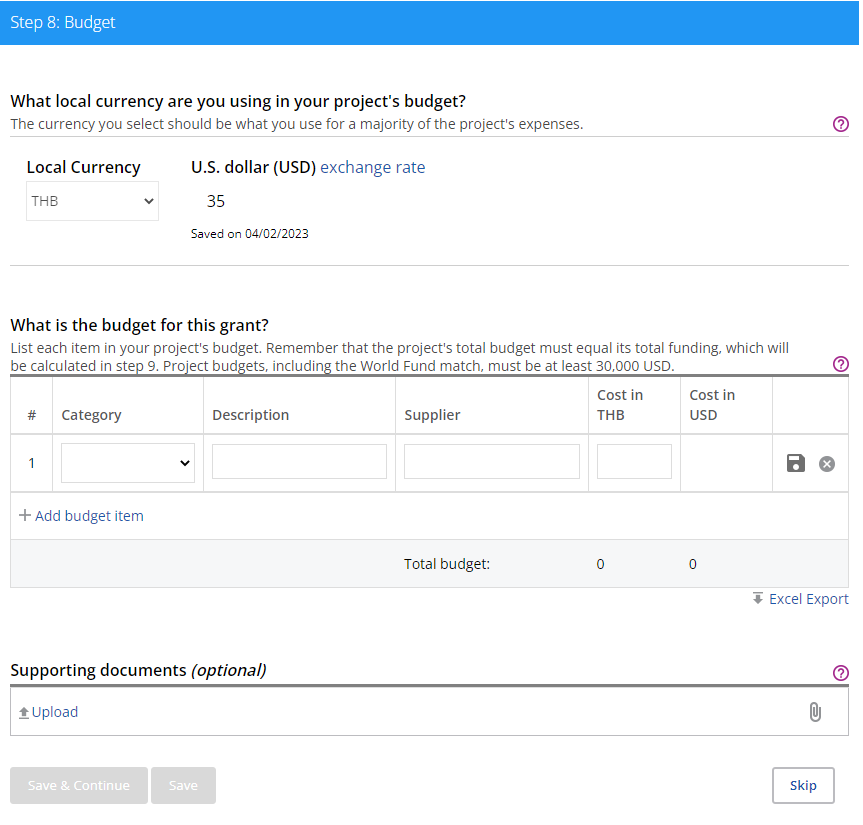 Step 8: Budget
What local currency are you using in your project's budget?
The currency you select should be what you use for a majority of the project's expenses.
Local Currency
U.S. dollar (USD) exchange rate
THB
35
Saved on 04/02/2023
What is the budget for this grant?
List each item in your project's budget. Remember that the project's total budget must equal its total funding, which will
be calculated in step 9. Project budgets, including the World Fund match, must be at least 30,000 USD.
# Category Description Supplier Cost in THB Cost in USD
1
Add budget item
Total budget: 0 0
Excel Export
Supporting documents (optional)
Upload
Save & Continue Save Skip